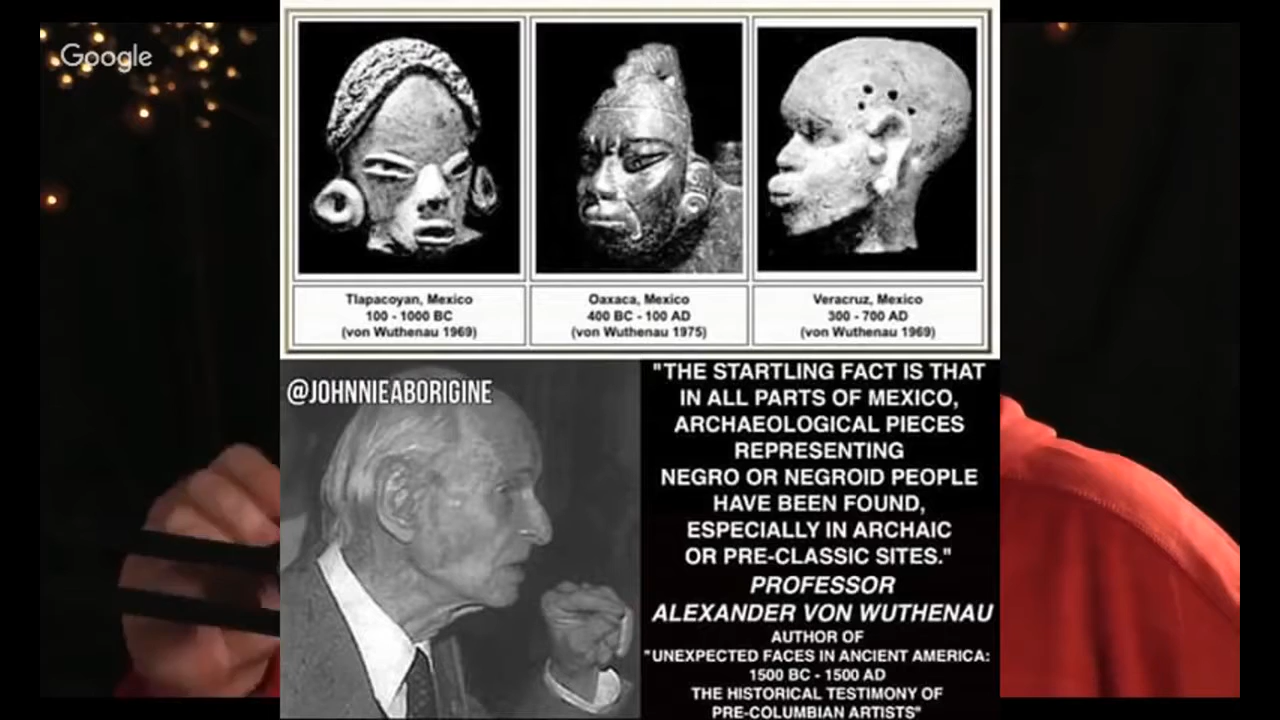 Google
Tlapacoyan, Mexico
100 - 1000 BC
(von Wuthenau 1969)
Oaxaca, Mexico
400 BC - 100 AD
(von Wuthenau 1975)
Veracruz, Mexico
300 - 700 AD
(von Wuthenau 1969)
@JOHNNIEABORIGINE
"THE STARTLING FACT IS THAT
IN ALL PARTS OF MEXICO,
ARCHAEOLOGICAL PIECES
REPRESENTING
NEGRO OR NEGROID PEOPLE
HAVE BEEN FOUND,
ESPECIALLY IN ARCHAIC
OR PRE-CLASSIC SITES."
PROFESSOR
ALEXANDER VON WUTHENAU
AUTHOR OF
"UNEXPECTED FACES IN ANCIENT AMERICA:
1500 BC - 1500 AD
THE HISTORICAL TESTIMONY OF
PRE-COLUMBIAN ARTISTS"